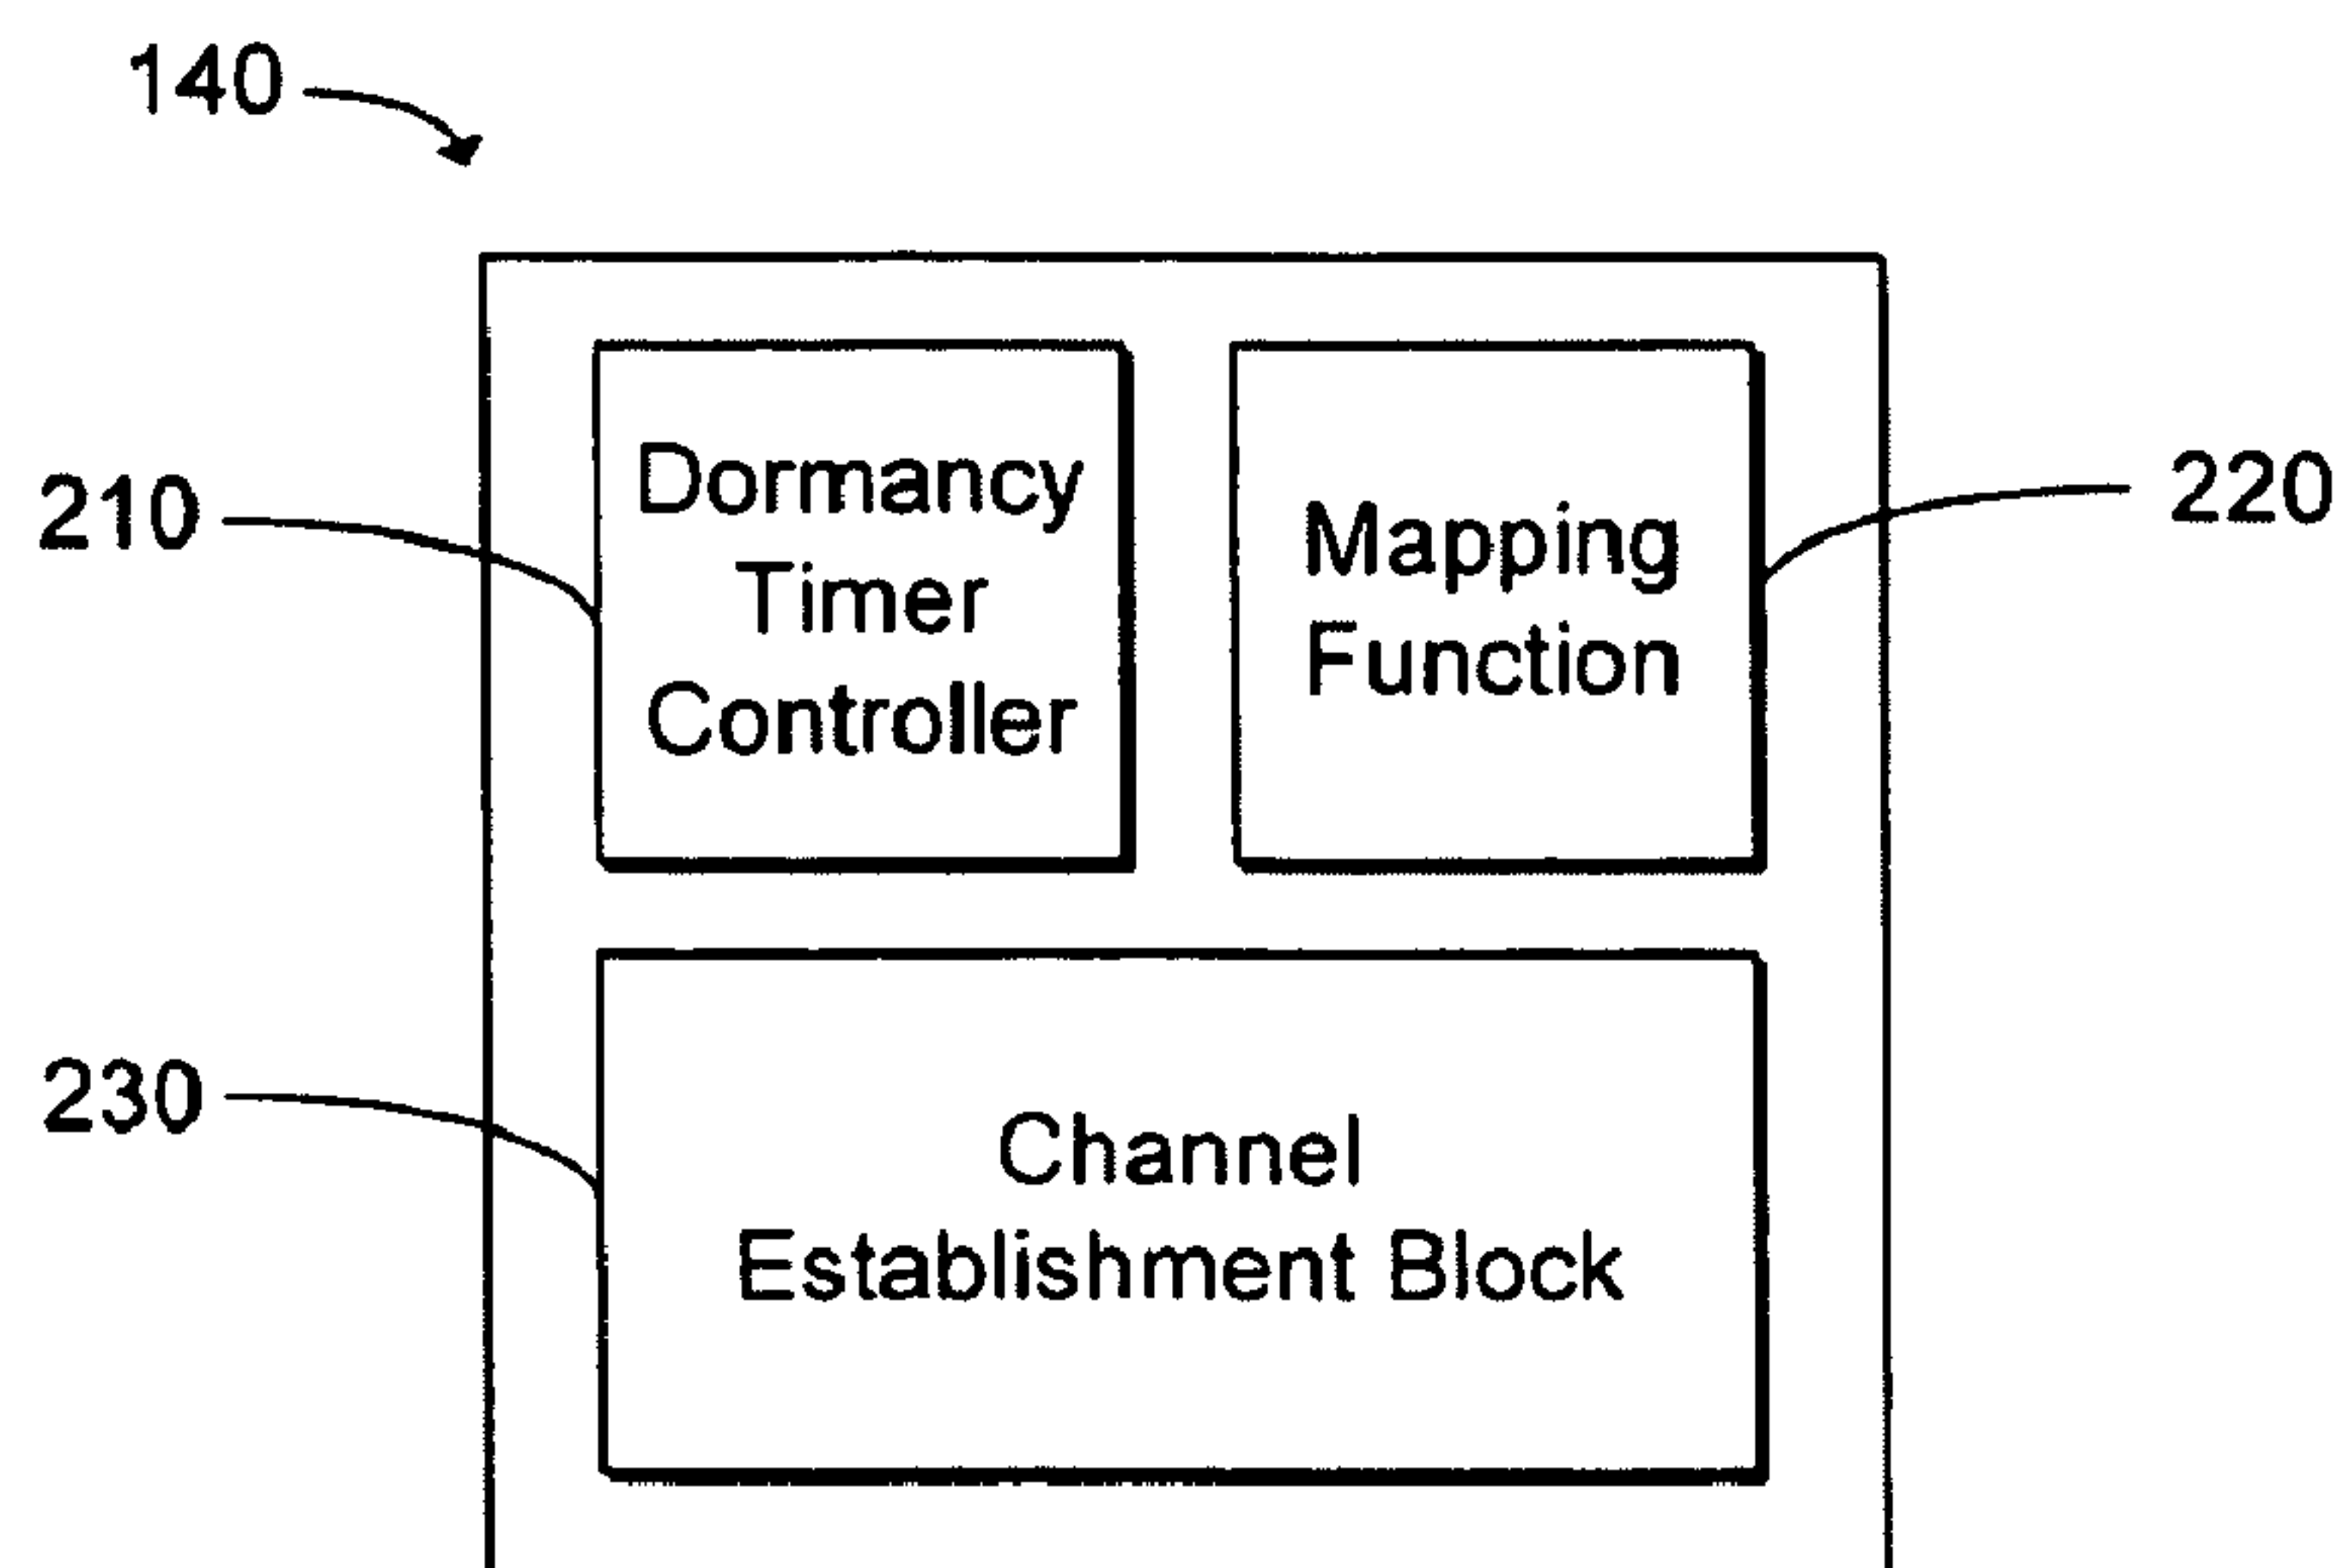 140
210
Dormancy
Timer
Controller
Mapping
Function
220
230
Channel
Establishment Block